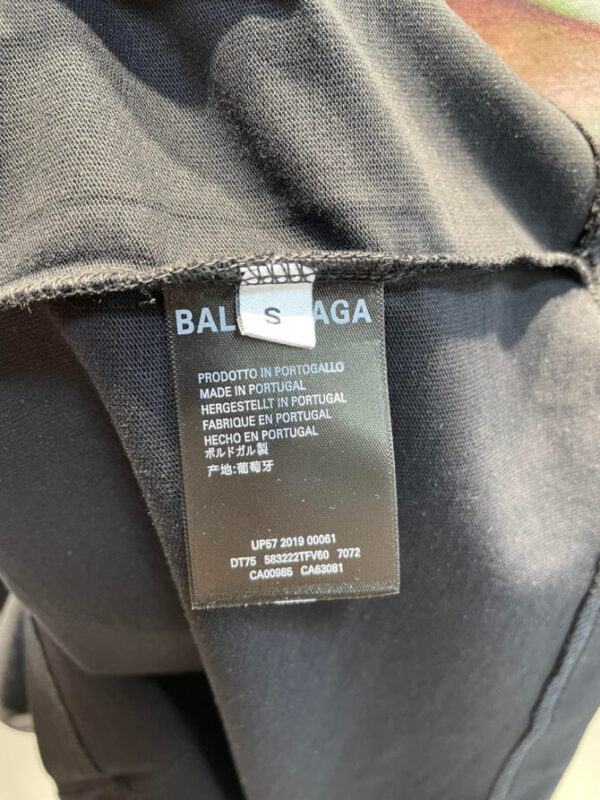 BAL AGA
S
PRODOTTO IN PORTOGALLO
MADE IN PORTUGAL
HERGESTELLT IN PORTUGAL
FABRIQUE EN PORTUGAL
HECHO EN PORTUGAL
ポルトガル製
产地:葡萄牙
UP57 2019 00061
DT75 583222TFV60 7072
CA00985 CA63081